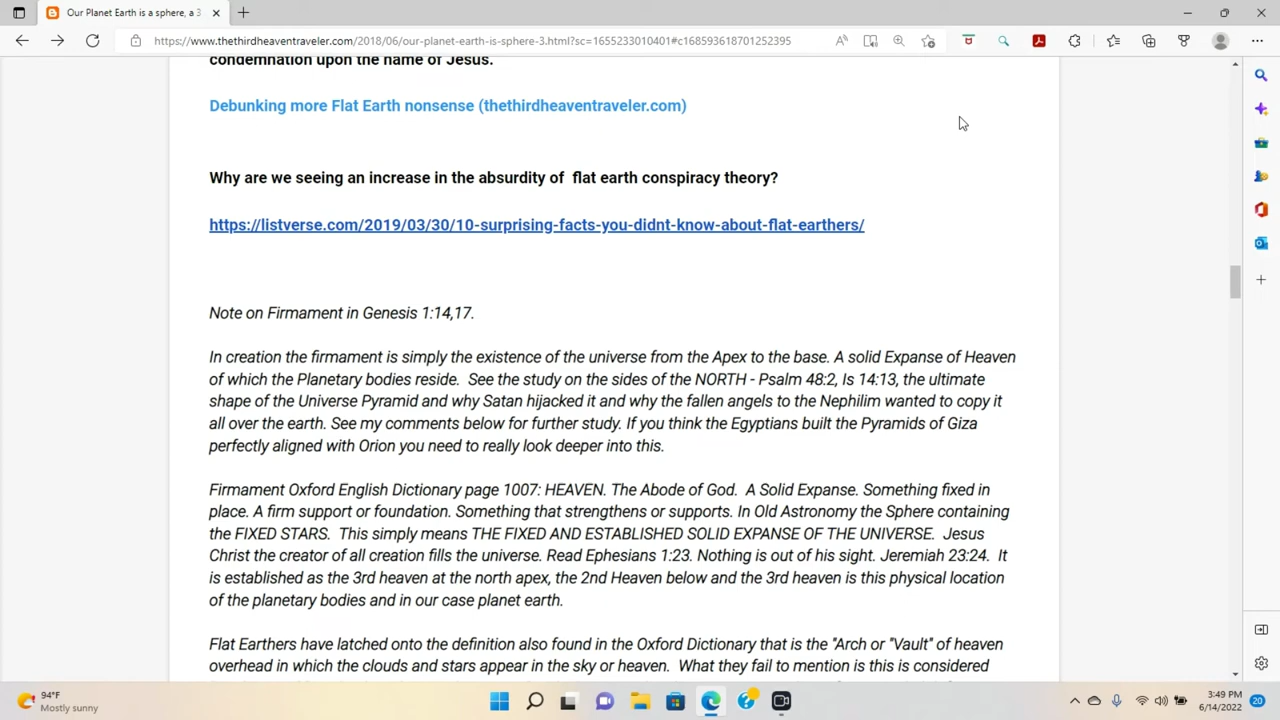 Our Planet Earth is a sphere, a 3
https://www.thethirdheaventraveler.com/2018/06/our-planet-earth-is-sphere-3.html?sc=1655233010401#c168593618701252395
condemnation upon the name of Jesus.
Debunking more Flat Earth nonsense (thethirdheaventraveler.com)
Why are we seeing an increase in the absurdity of  flat earth conspiracy theory?
https://listverse.com/2019/03/30/10-surprising-facts-you-didnt-know-about-flat-earthers/
Note on Firmament in Genesis 1:14,17.
In creation the firmament is simply the existence of the universe from the Apex to the base. A solid Expanse of Heaven
of which the Planetary bodies reside.  See the study on the sides of the NORTH - Psalm 48:2, Is 14:13, the ultimate
shape of the Universe Pyramid and why Satan hijacked it and why the fallen angels to the Nephilim wanted to copy it
all over the earth. See my comments below for further study. If you think the Egyptians built the Pyramids of Giza
perfectly aligned with Orion you need to really look deeper into this.
Firmament Oxford English Dictionary page 1007: HEAVEN. The Abode of God.  A Solid Expanse. Something fixed in
place. A firm support or foundation. Something that strengthens or supports. In Old Astronomy the Sphere containing
the FIXED STARS.  This simply means THE FIXED AND ESTABLISHED SOLID EXPANSE OF THE UNIVERSE.  Jesus
Christ the creator of all creation fills the universe. Read Ephesians 1:23. Nothing is out of his sight. Jeremiah 23:24.  It
is established as the 3rd heaven at the north apex, the 2nd Heaven below and the 3rd heaven is this physical location
of the planetary bodies and in our case planet earth.
Flat Earthers have latched onto the definition also found in the Oxford Dictionary that is the "Arch or "Vault" of heaven
overhead in which the clouds and stars appear in the sky or heaven.  What they fail to mention is this is considered
94°F
Mostly sunny
3:49 PM
6/14/2022
20